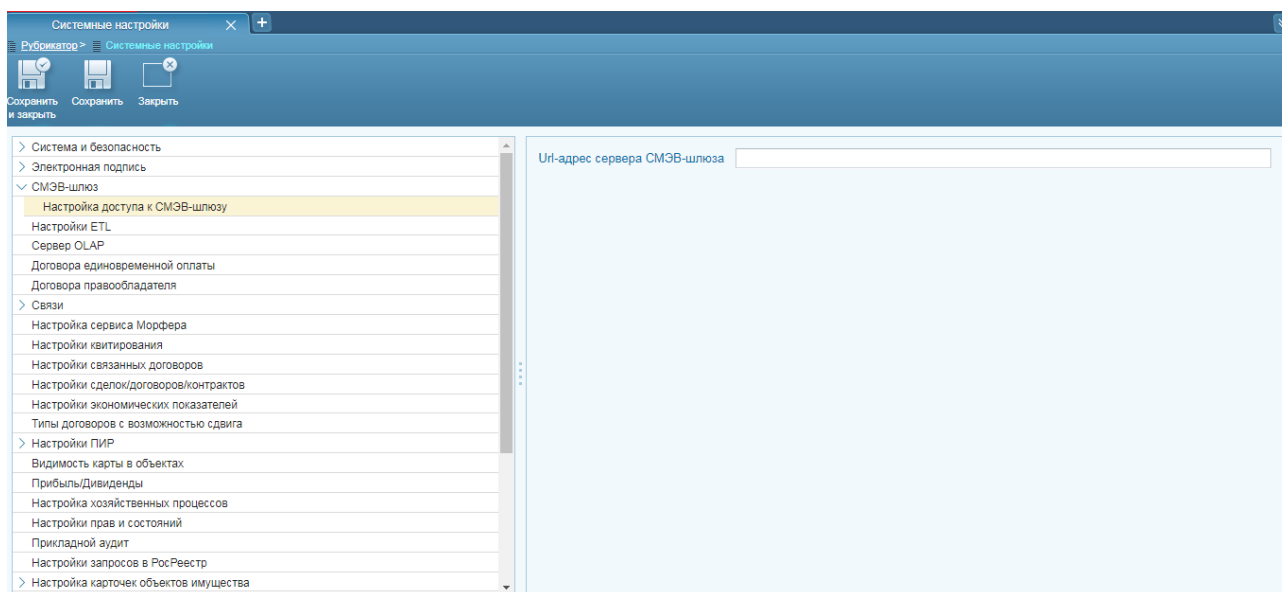 Системные настройки
Рубрикатор > Системные настройки
Сохранить и закрыть
Сохранить
Закрыть
Система и безопасность
Электронная подпись
СМЭВ-шлюз
Настройка доступа к СМЭВ-шлюзу
Настройки ETL
Сервер OLAP
Договора единовременной оплаты
Договора правообладателя
Связи
Настройка сервиса Морфера
Настройки квитирования
Настройки связанных договоров
Настройки сделок/договоров/контрактов
Настройки экономических показателей
Типы договоров с возможностью сдвига
Настройки ПИР
Видимость карты в объектах
Прибыль/Дивиденды
Настройка хозяйственных процессов
Настройки прав и состояний
Прикладной аудит
Настройки запросов в РосРеестр
Настройка карточек объектов имущества
Url-адрес сервера СМЭВ-шлюза